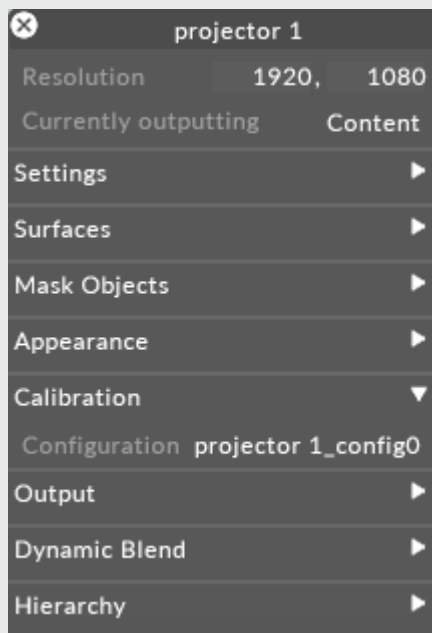 projector 1
Resolution 1920, 1080
Currently outputting Content
Settings
Surfaces
Mask Objects
Appearance
Calibration
Configuration projector 1_config0
Output
Dynamic Blend
Hierarchy